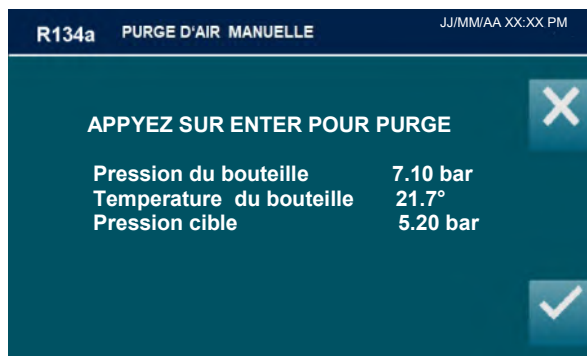 R134a PURGE D'AIR MANUELLE JJ/MM/AA XX:XX PM
APPYEZ SUR ENTER POUR PURGE
Pression du bouteille 7.10 bar
Temperature du bouteille 21.7°
Pression cible 5.20 bar